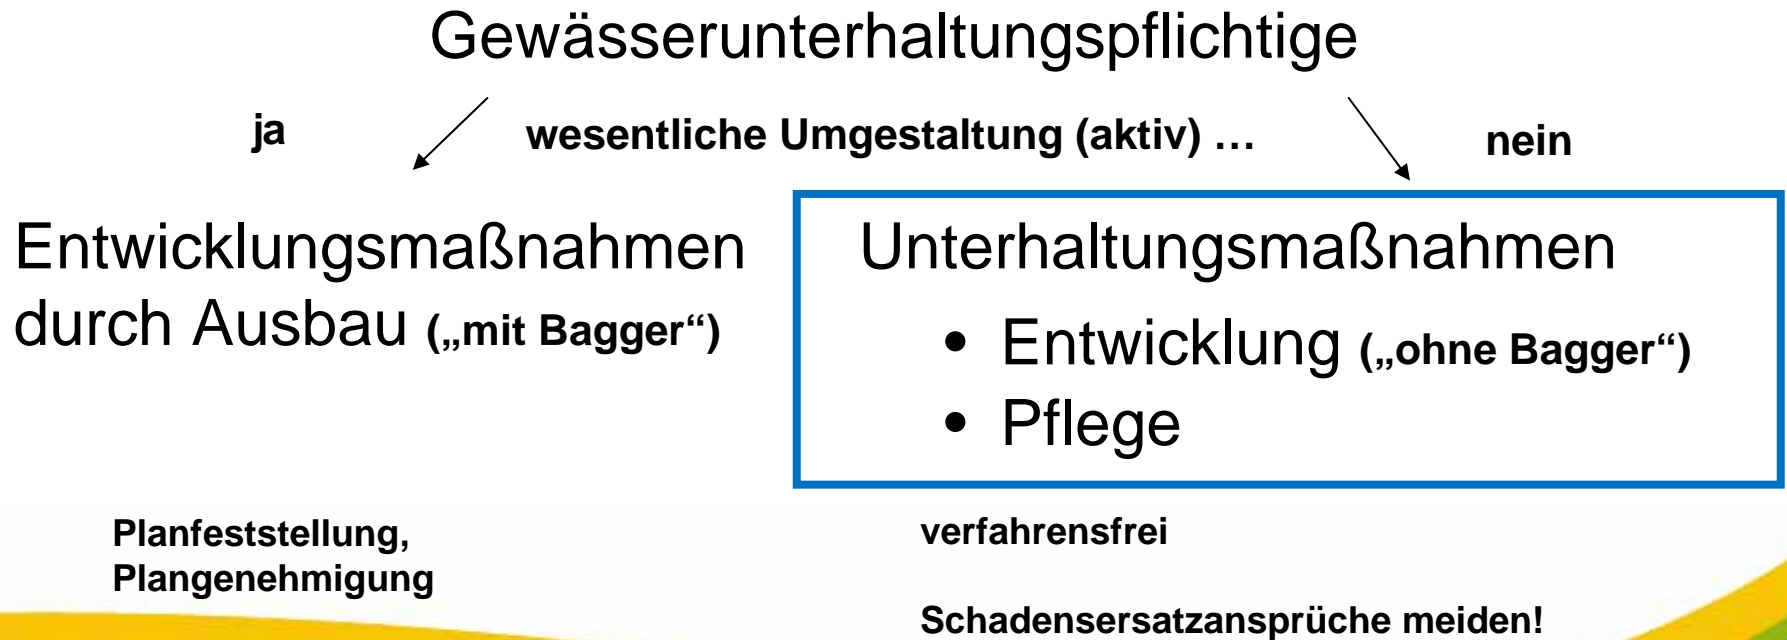 Gewässerunterhaltungspflichtige
ja
wesentliche Umgestaltung (aktiv) …
nein
Entwicklungsmaßnahmen
durch Ausbau („mit Bagger“)
Unterhaltungsmaßnahmen
• Entwicklung („ohne Bagger“)
• Pflege
Planfeststellung,
Plangenehmigung
verfahrensfrei
Schadensersatzansprüche meiden!